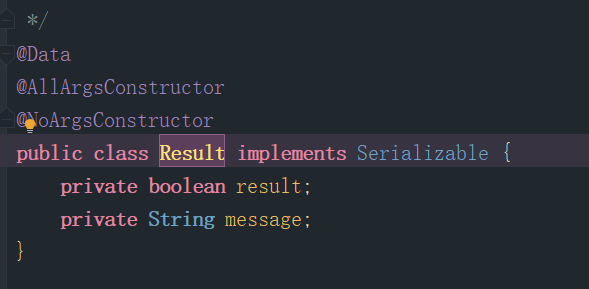 */
@Data
@AllArgsConstructor
@NoArgsConstructor
public class Result implements Serializable {
    private boolean result;
    private String message;
}